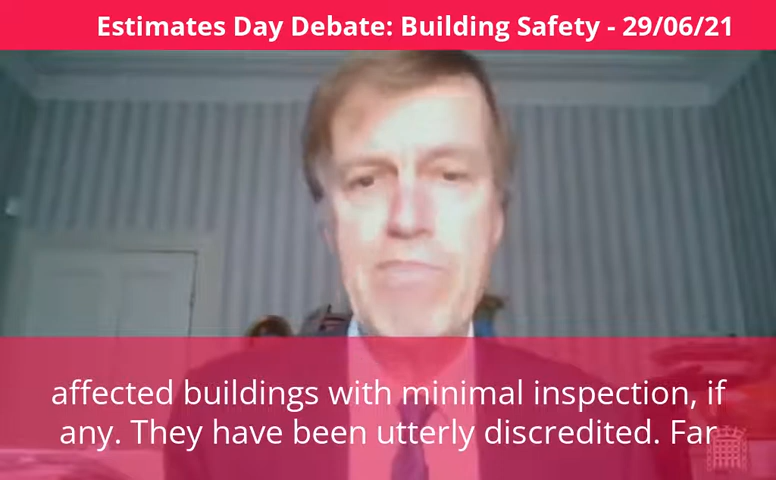 Estimates Day Debate: Building Safety - 29/06/21
affected buildings with minimal inspection, if
any. They have been utterly discredited. Far